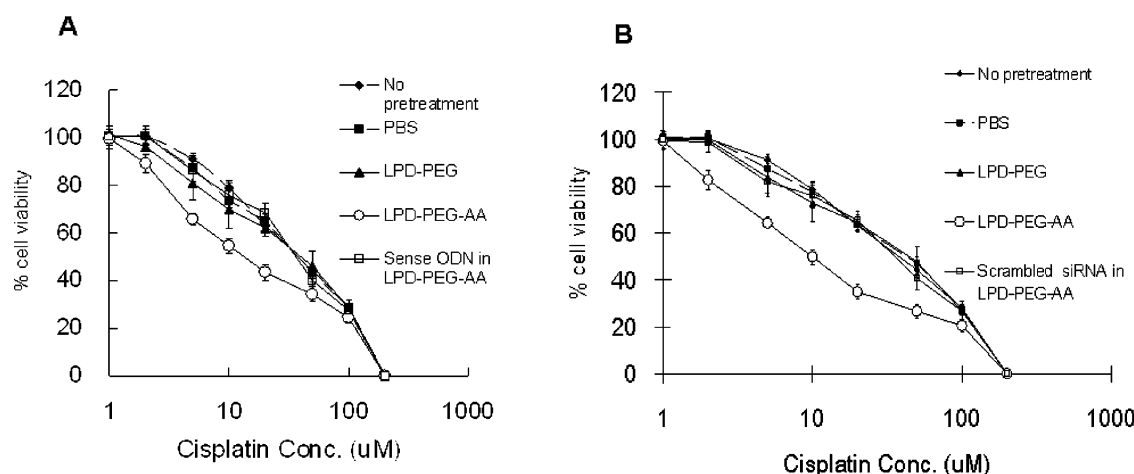 A
% cell viability
120
100
80
60
40
20
0
1
10
100
1000
Cisplatin Conc. (uM)
No
pretreatment
PBS
LPD-PEG
LPD-PEG-AA
Sense ODN in
LPD-PEG-AA
B
% cell viability
120
100
80
60
40
20
0
1
10
100
1000
Cisplatin Conc. (uM)
No pretreatment
PBS
LPD-PEG
LPD-PEG-AA
Scrambled siRNA in
LPD-PEG-AA